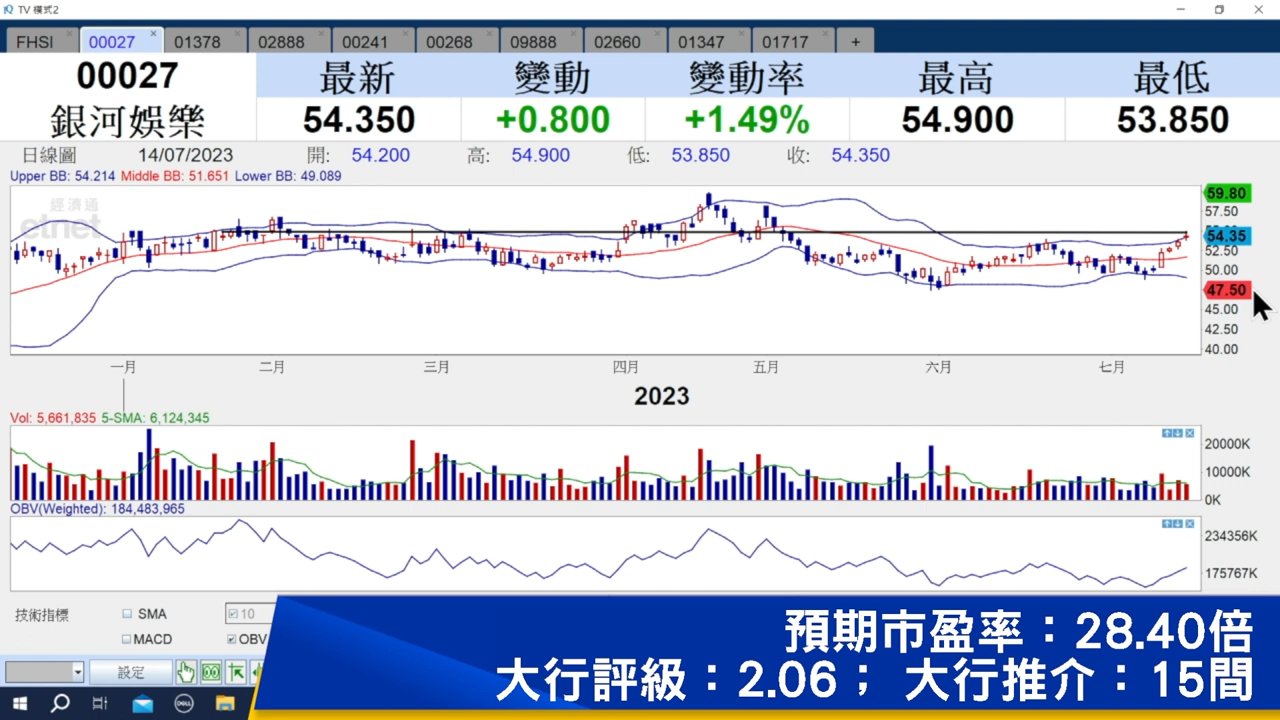 TV 模式2
FHSI 00027 01378 02888 00241 00268 09888 02660 01347 01717 +
00027 最新 變動 變動率 最高 最低
銀河娛樂 54.350 +0.800 +1.49% 54.900 53.850
日線圖 14/07/2023 開: 54.200 高: 54.900 低: 53.850 收: 54.350
Upper BB: 54.214 Middle BB: 51.651 Lower BB: 49.089
經濟通
etnet
59.80
57.50
54.35
52.50
50.00
47.50
45.00
42.50
40.00
一月 二月 三月 四月 五月 六月 七月
2023
Vol: 5,661,835 5-SMA: 6,124,345
20000K
10000K
0K
OBV(Weighted): 184,483,965
234356K
175767K
技術指標 SMA 10
MACD OBV
設定
預期市盈率：28.40倍
大行評級：2.06； 大行推介：15間
DELL